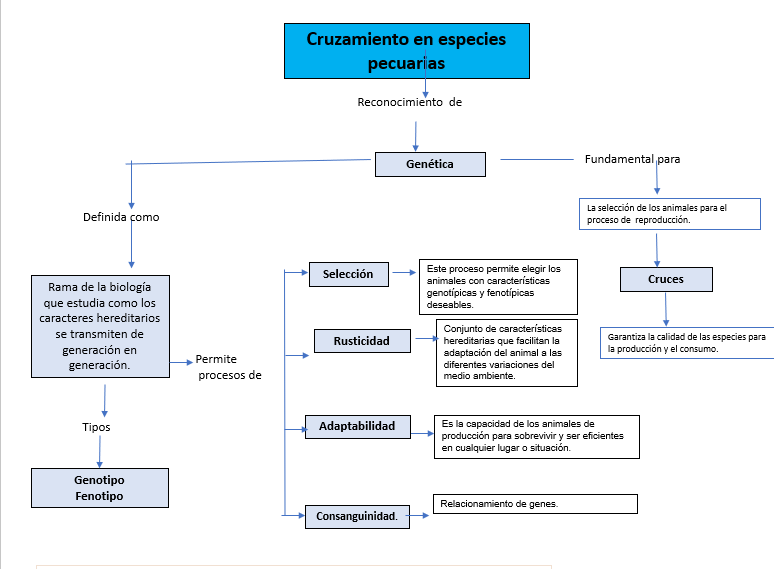 Cruzamiento en especies
pecuarias
Reconocimiento de
Genética
Fundamental para
La selección de los animales para el
proceso de reproducción.
Cruces
Garantiza la calidad de las especies para
la producción y el consumo.
Definida como
Rama de la biología
que estudia como los
caracteres hereditarios
se transmiten de
generación en
generación.
Tipos
Genotipo
Fenotipo
Permite
procesos de
Selección
Este proceso permite elegir los
animales con características
genotípicas y fenotípicas
deseables.
Rusticidad
Conjunto de características
hereditarias que facilitan la
adaptación del animal a las
diferentes variaciones del
medio ambiente.
Adaptabilidad
Es la capacidad de los animales de
producción para sobrevivir y ser eficientes
en cualquier lugar o situación.
Consanguinidad.
Relacionamiento de genes.